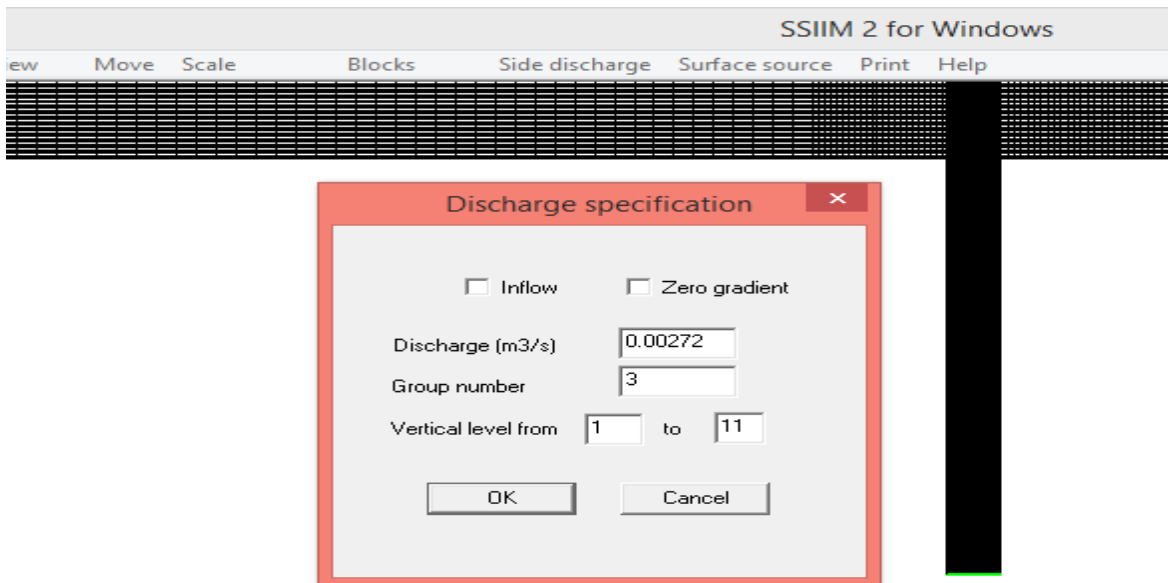 SSIIM 2 for Windows
iew Move Scale Blocks Side discharge Surface source Print Help
Discharge specification
Inflow Zero gradient
Discharge (m3/s) 0.00272
Group number 3
Vertical level from 1 to 11
OK Cancel